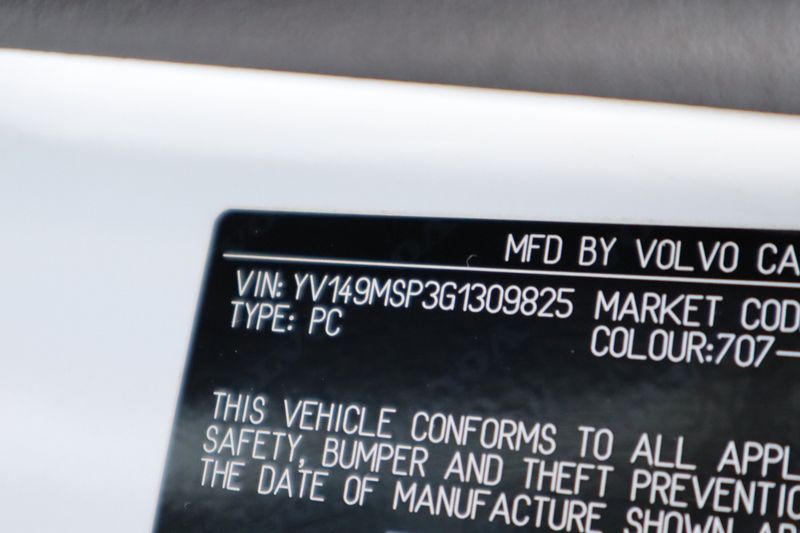 MFD BY VOLVO CA
VIN: YV149MSP3G1309825 MARKET COD
TYPE: PC COLOUR:707-
THIS VEHICLE CONFORMS TO ALL APPL
SAFETY, BUMPER AND THEFT PREVENTIO
THE DATE OF MANUFACTURE SHOWN